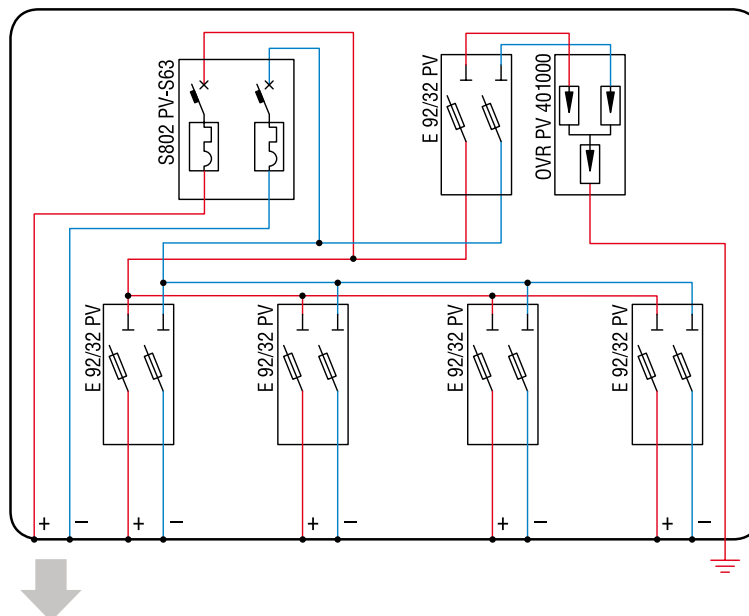 S802 PV-S63
E 92/32 PV
OVR PV 401000
E 92/32 PV
E 92/32 PV
E 92/32 PV
E 92/32 PV
+ − + − + − + − + −